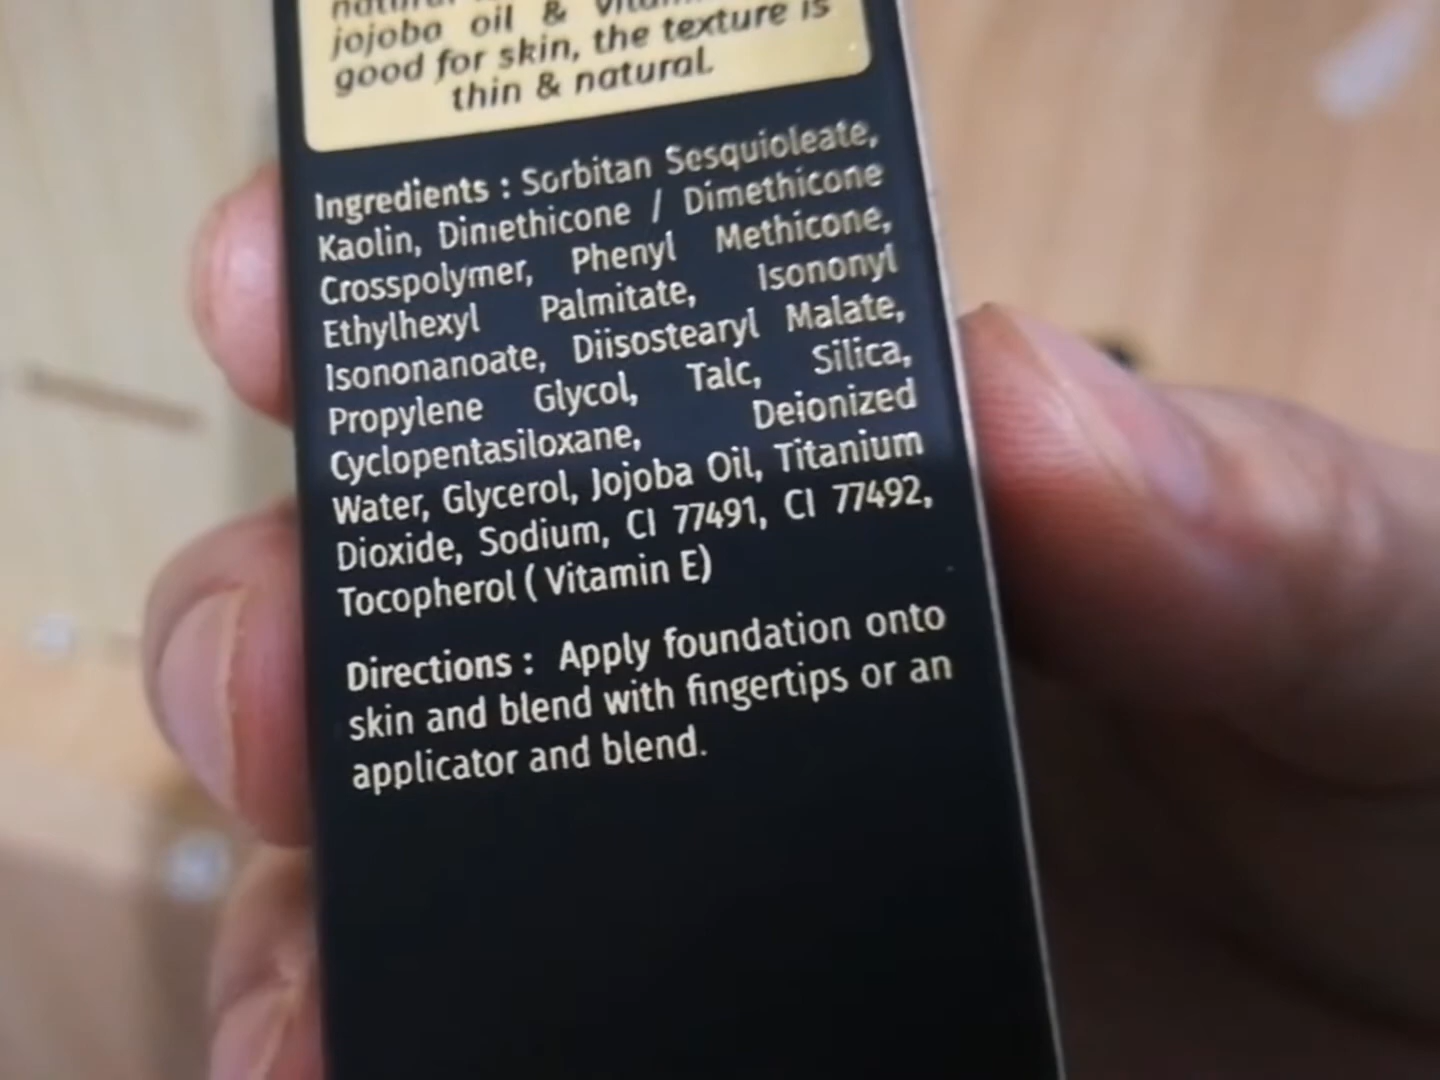 natural
jojoba oil &
good for skin, the texture is
thin & natural.
Ingredients : Sorbitan Sesquioleate,
Kaolin, Dimethicone / Dimethicone
Crosspolymer, Phenyl Methicone,
Ethylhexyl Palmitate, Isononyl
Isononanoate, Diisostearyl Malate,
Propylene Glycol, Talc, Silica,
Cyclopentasiloxane, Deionized
Water, Glycerol, Jojoba Oil, Titanium
Dioxide, Sodium, CI 77491, CI 77492,
Tocopherol ( Vitamin E)
Directions : Apply foundation onto
skin and blend with fingertips or an
applicator and blend.